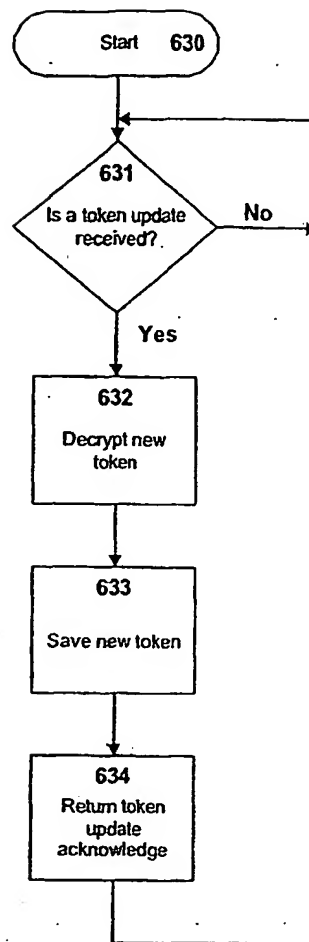 Start 630
631
Is a token update
received?
No
Yes
632
Decrypt new
token
633
Save new token
634
Return token
update
acknowledge